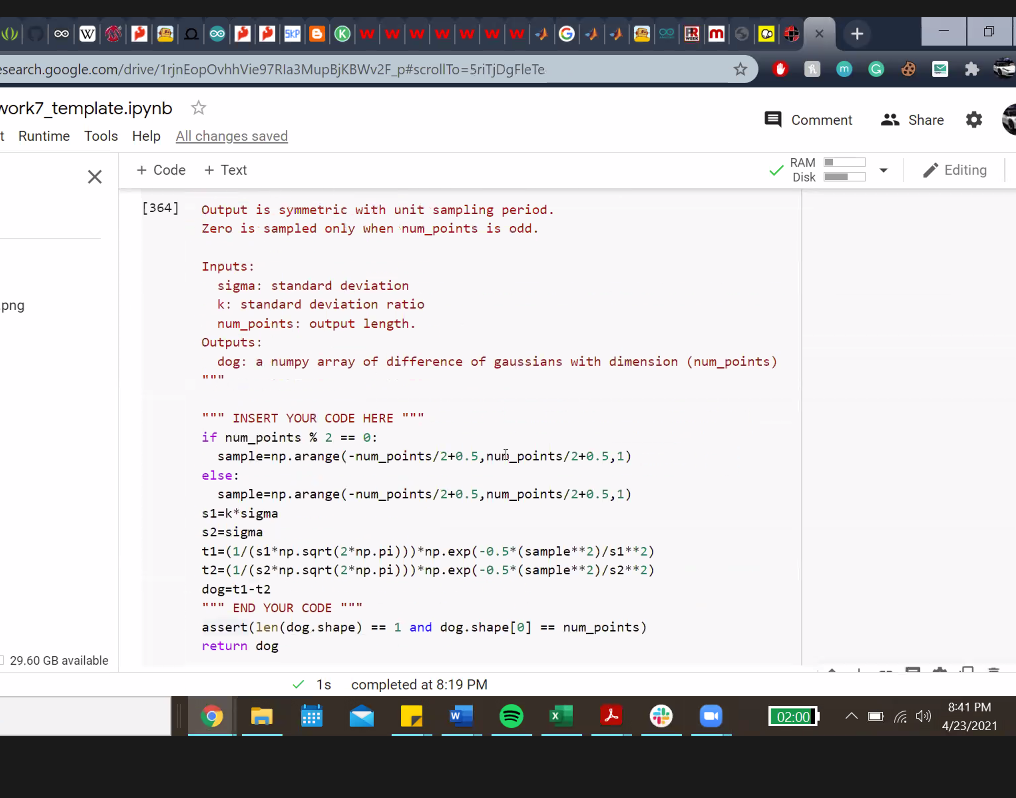 esearch.google.com/drive/1rjnEopOvhhVie97RIa3MupBjKBWv2F_p#scrollTo=5riTjDgFleTe
work7_template.ipynb
t Runtime Tools Help All changes saved
Comment Share
+ Code + Text
RAM
Disk
Editing
[364] Output is symmetric with unit sampling period.
Zero is sampled only when num_points is odd.
Inputs:
sigma: standard deviation
k: standard deviation ratio
num_points: output length.
Outputs:
dog: a numpy array of difference of gaussians with dimension (num_points)
"""
""" INSERT YOUR CODE HERE """
if num_points % 2 == 0:
sample=np.arange(-num_points/2+0.5,num_points/2+0.5,1)
else:
sample=np.arange(-num_points/2+0.5,num_points/2+0.5,1)
s1=k*sigma
s2=sigma
t1=(1/(s1*np.sqrt(2*np.pi)))*np.exp(-0.5*(sample**2)/s1**2)
t2=(1/(s2*np.sqrt(2*np.pi)))*np.exp(-0.5*(sample**2)/s2**2)
dog=t1-t2
""" END YOUR CODE """
assert(len(dog.shape) == 1 and dog.shape[0] == num_points)
return dog
.png
29.60 GB available
1s completed at 8:19 PM
02:00
8:41 PM
4/23/2021